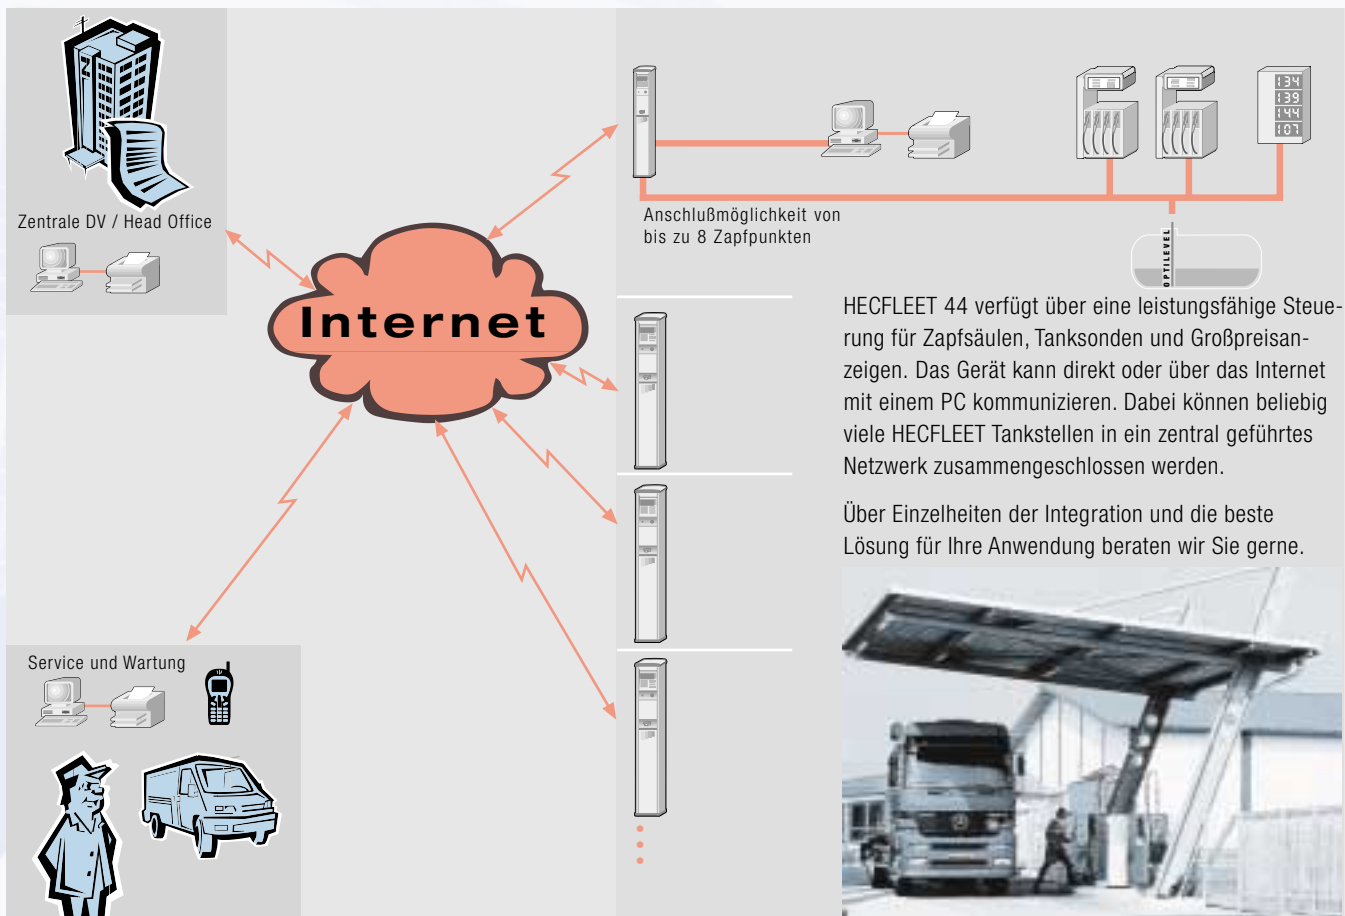 Zentrale DV / Head Office
Internet
Anschlußmöglichkeit von
bis zu 8 Zapfpunkten
134
139
144
107
OPTILEVEL
HECFLEET 44 verfügt über eine leistungsfähige Steue-
rung für Zapfsäulen, Tanksonden und Großpreisan-
zeigen. Das Gerät kann direkt oder über das Internet
mit einem PC kommunizieren. Dabei können beliebig
viele HECFLEET Tankstellen in ein zentral geführtes
Netzwerk zusammengeschlossen werden.
Über Einzelheiten der Integration und die beste
Lösung für Ihre Anwendung beraten wir Sie gerne.
Service und Wartung